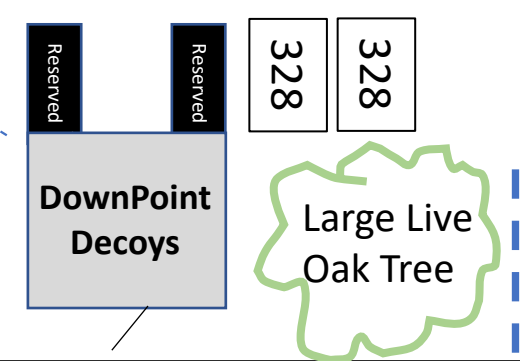 Reserved
Reserved
328
328
DownPoint
Decoys
Large Live
Oak Tree